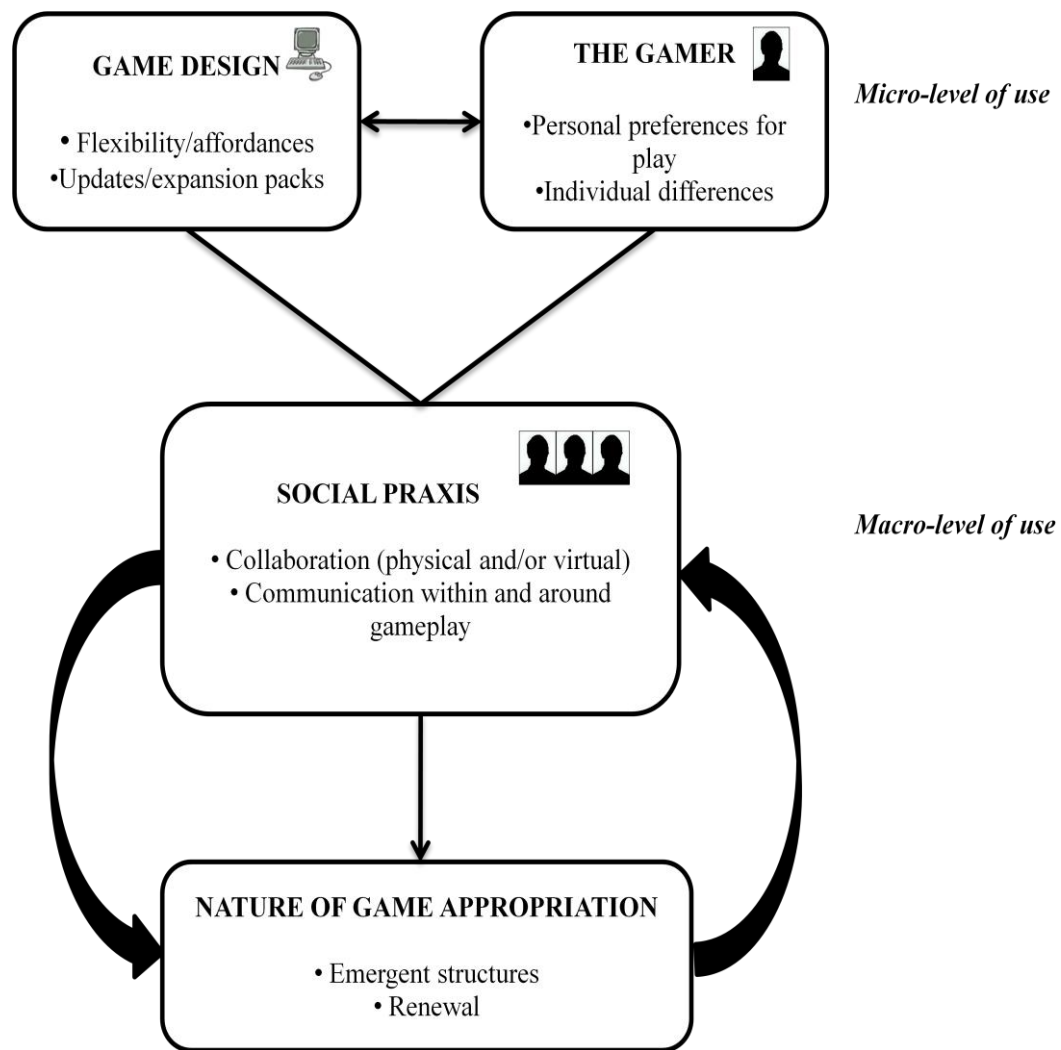 GAME DESIGN
• Flexibility/affordances
•Updates/expansion packs
THE GAMER
•Personal preferences for
play
•Individual differences
Micro-level of use
SOCIAL PRAXIS
• Collaboration (physical and/or virtual)
• Communication within and around
gameplay
Macro-level of use
NATURE OF GAME APPROPRIATION
• Emergent structures
• Renewal